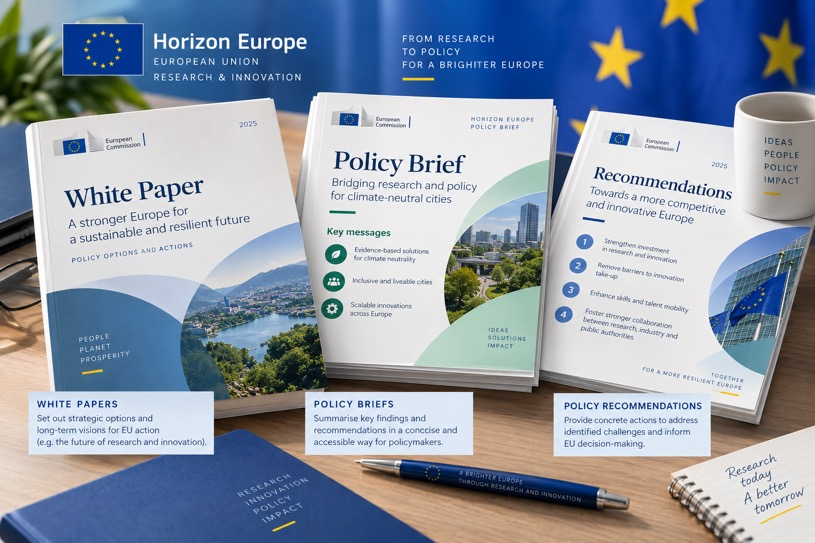 Horizon Europe
EUROPEAN UNION
RESEARCH & INNOVATION
FROM RESEARCH
TO POLICY
FOR A BRIGHTER EUROPE
European
Commission
2025
White Paper
A stronger Europe for
a sustainable and resilient future
POLICY OPTIONS AND ACTIONS
PEOPLE
PLANET
PROSPERITY
European
Commission
HORIZON EUROPE
POLICY BRIEF
Policy Brief
Bridging research and policy
for climate-neutral cities
Key messages
Evidence-based solutions
for climate neutrality
Inclusive and liveable cities
Scalable innovations
across Europe
IDEAS
SOLUTIONS
IMPACT
European
Commission
2025
Recommendations
Towards a more competitive
and innovative Europe
1 Strengthen investment
in research and innovation
2 Remove barriers to innovation
take-up
3 Enhance skills and talent mobility
4 Foster stronger collaboration
between research, industry and
public authorities
TOGETHER
FOR A MORE RESILIENT EUROPE
IDEAS
PEOPLE
POLICY
IMPACT
WHITE PAPERS
Set out strategic options and
long-term visions for EU action
(e.g. the future of research and innovation).
POLICY BRIEFS
Summarise key findings and
recommendations in a conccise and
accessible way for policymakers.
POLICY RECOMMENDATIONS
Provide concrete actions to address
identified challenges and inform
EU decision-making.
RESEARCH
INNOVATION
POLICY
IMPACT
A BRIGHTER EUROPE
THROUGH RESEARCH AND INNOVATION
Research
today
A better
tomorrow